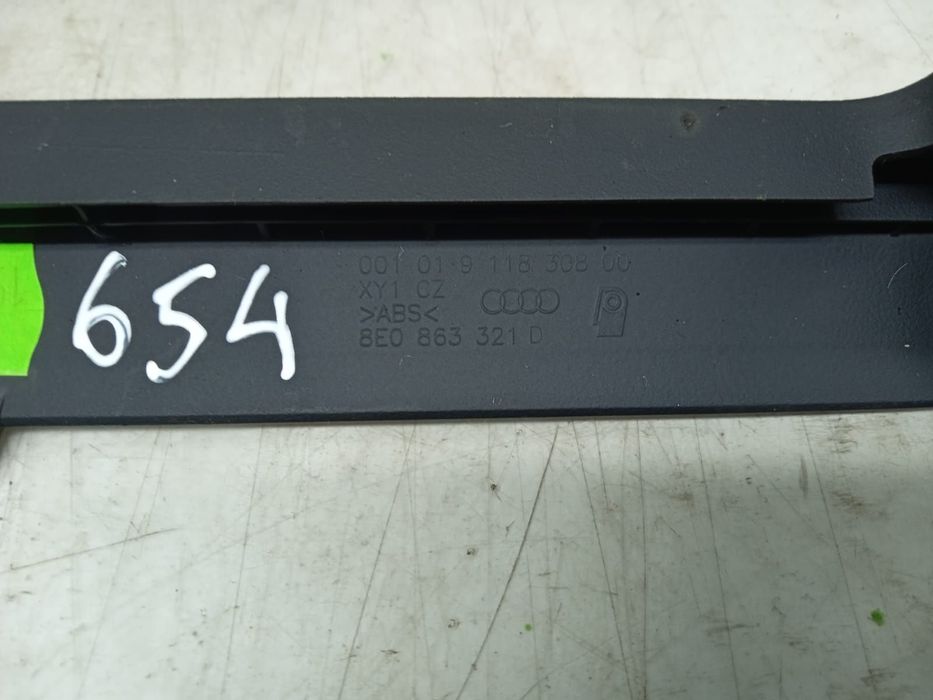 654
001 01 9 118 308 00
XY1 CZ
>ABS<
8E0 863 321 D